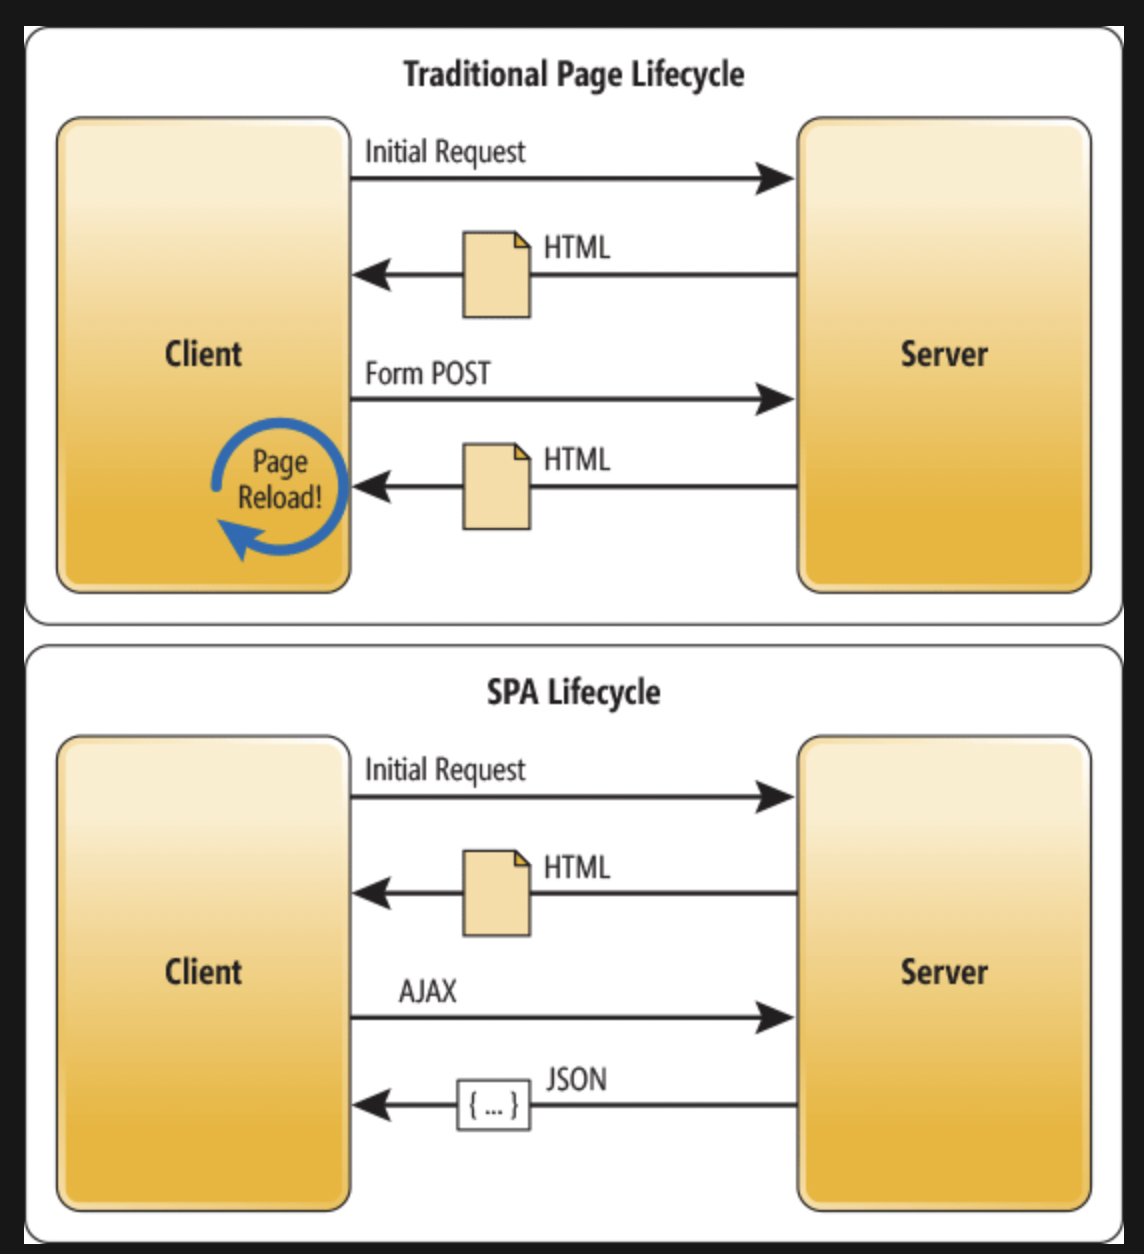 Traditional Page Lifecycle
Initial Request
HTML
Client
Server
Form POST
Page
Reload!
HTML
SPA Lifecycle
Initial Request
HTML
Client
Server
AJAX
JSON
{ ... }